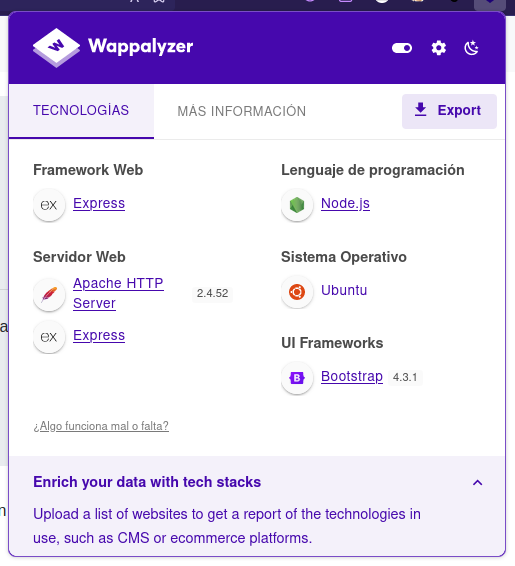 Wappalyzer
TECNOLOGÍAS
MÁS INFORMACIÓN
Export
Framework Web
ex Express
Servidor Web
Apache HTTP
Server
2.4.52
ex Express
Lenguaje de programación
Node.js
Sistema Operativo
Ubuntu
UI Frameworks
B Bootstrap 4.3.1
¿Algo funciona mal o falta?
Enrich your data with tech stacks
Upload a list of websites to get a report of the technologies in
use, such as CMS or ecommerce platforms.